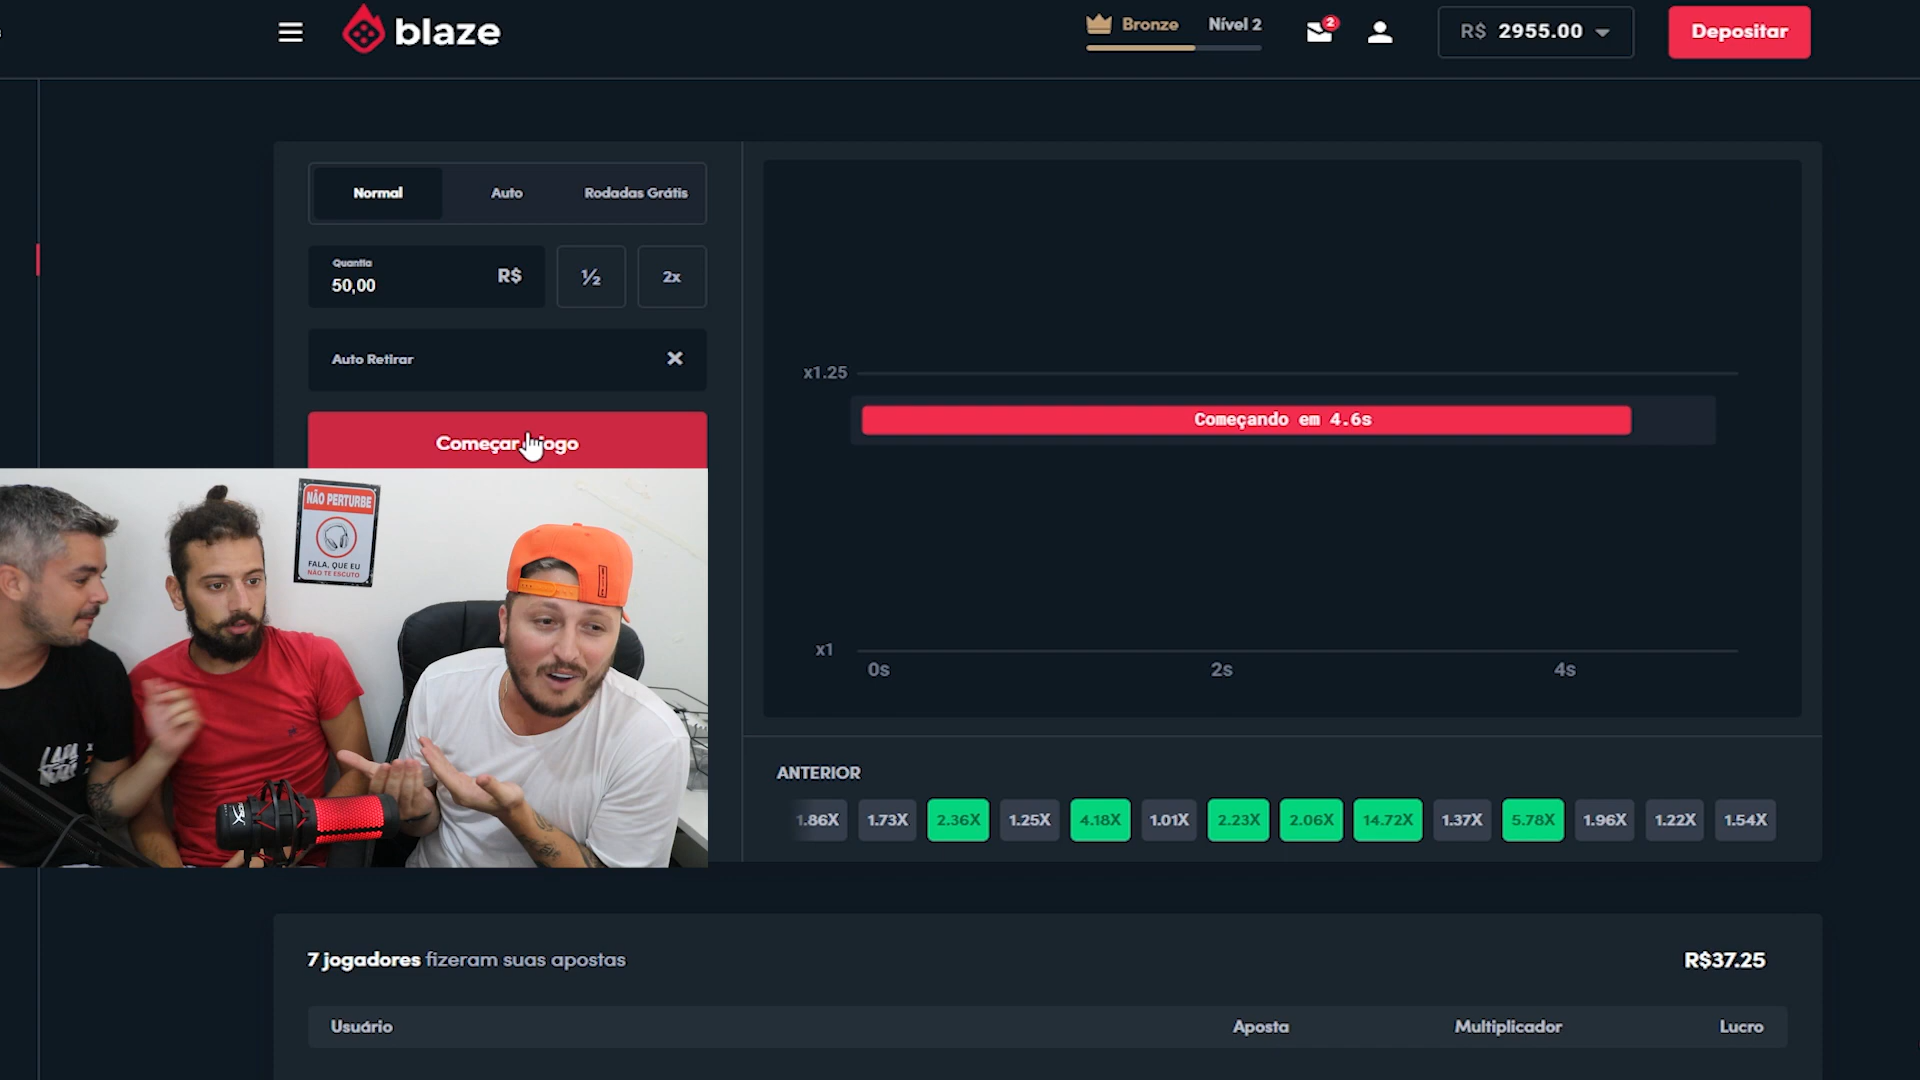 blaze
Bronze
Nível 2
2
R$ 2955.00
Depositar
Normal
Auto
Rodadas Grátis
Quantia
50,00
R$
½
2x
Auto Retirar
Começar jogo
x1.25
Começando em 4.6s
x1
0s
2s
4s
NÃO PERTURBE
FALA, QUE EU
NÃO TE ESCUTO
ANTERIOR
1.86X
1.73X
2.36X
1.25X
4.18X
1.01X
2.23X
2.06X
14.72X
1.37X
5.78X
1.96X
1.22X
1.54X
7 jogadores fizeram suas apostas
R$37.25
Usuário
Aposta
Multiplicador
Lucro